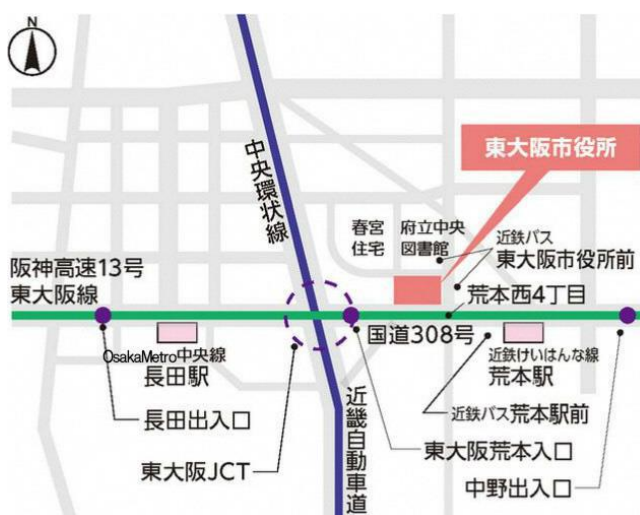 N
東大阪市役所
中央環状線
春宮
住宅
府立中央
図書館
近鉄バス
東大阪市役所前
阪神高速13号
東大阪線
荒本西4丁目
国道308号
OsakaMetro中央線
長田駅
近鉄けいはんな線
荒本駅
長田出入口
近鉄バス荒本駅前
東大阪JCT
近畿自動車道
東大阪荒本入口
中野出入口